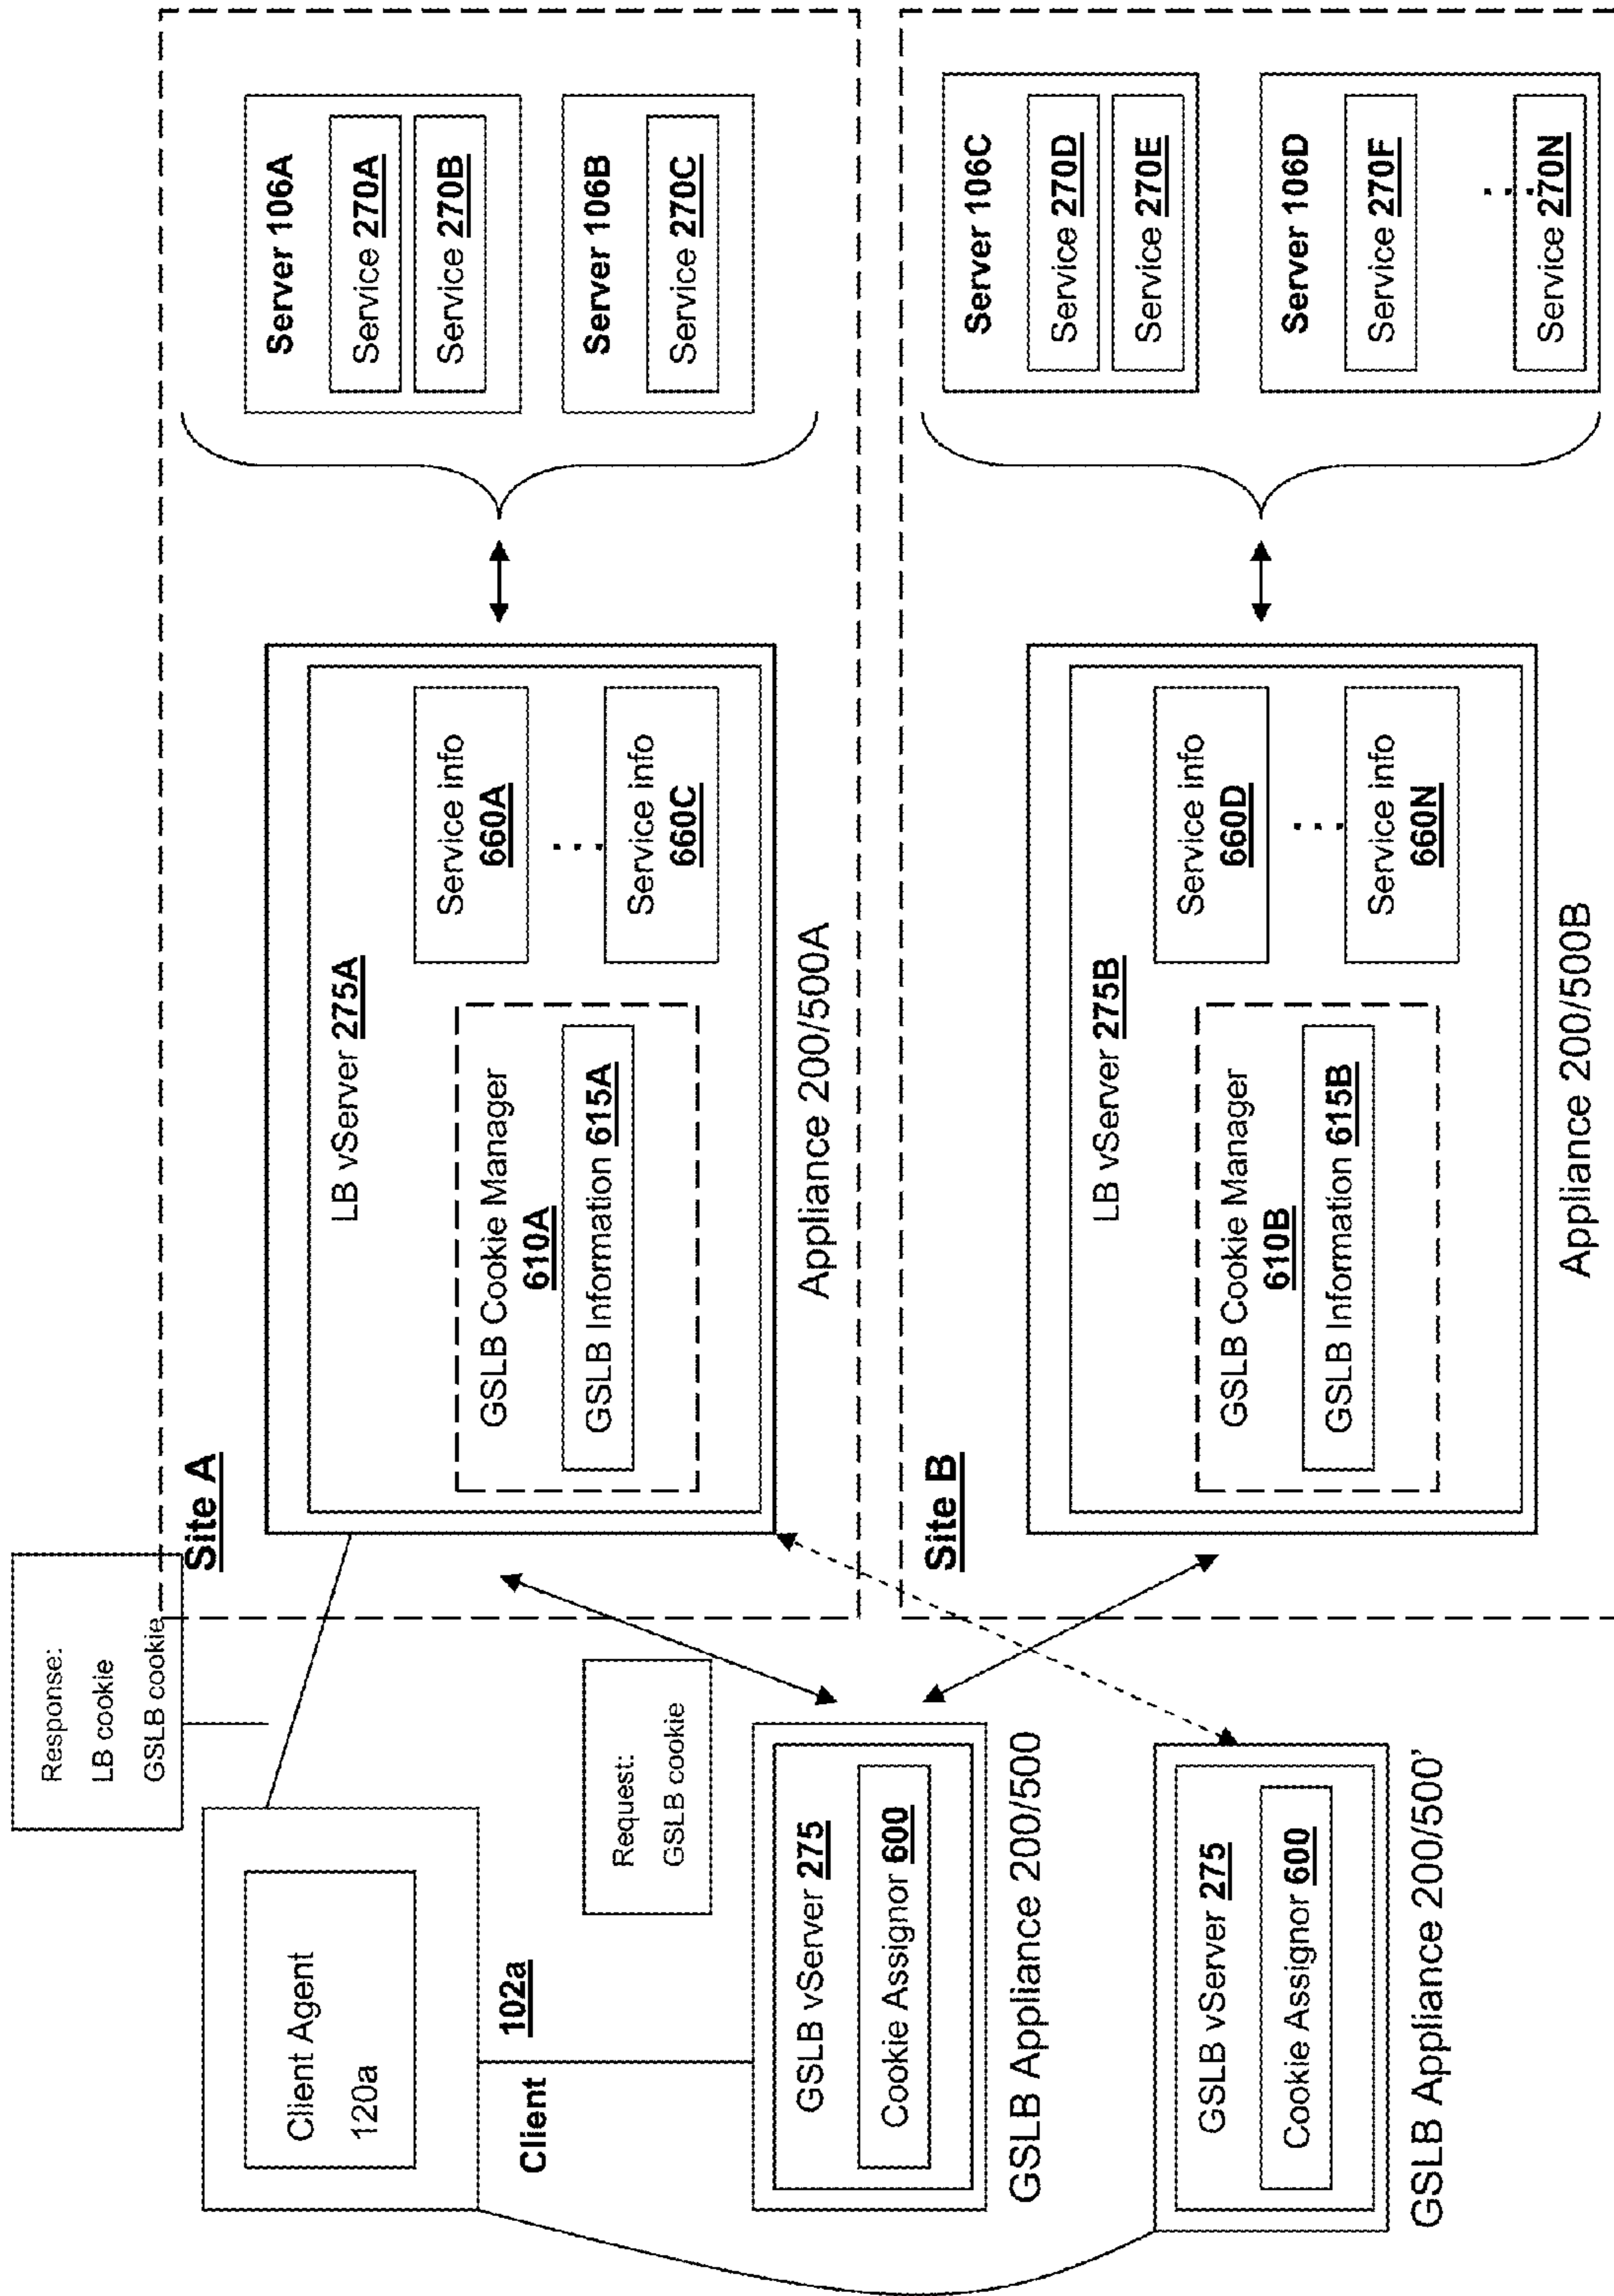 Response:
LB cookie
GSLB cookie
Client Agent
120a
Client
102a
Request:
GSLB cookie
GSLB vServer 275
Cookie Assignor 600
GSLB Appliance 200/500
GSLB vServer 275
Cookie Assignor 600
GSLB Appliance 200/500'
Site A
LB vServer 275A
GSLB Cookie Manager
610A
GSLB Information 615A
Service info
660A
...
Service info
660C
Appliance 200/500A
Server 106A
Service 270A
Service 270B
Server 106B
Service 270C
Site B
LB vServer 275B
GSLB Cookie Manager
610B
GSLB Information 615B
Service info
660D
...
Service info
660N
Appliance 200/500B
Server 106C
Service 270D
Service 270E
Server 106D
Service 270F
...
Service 270N